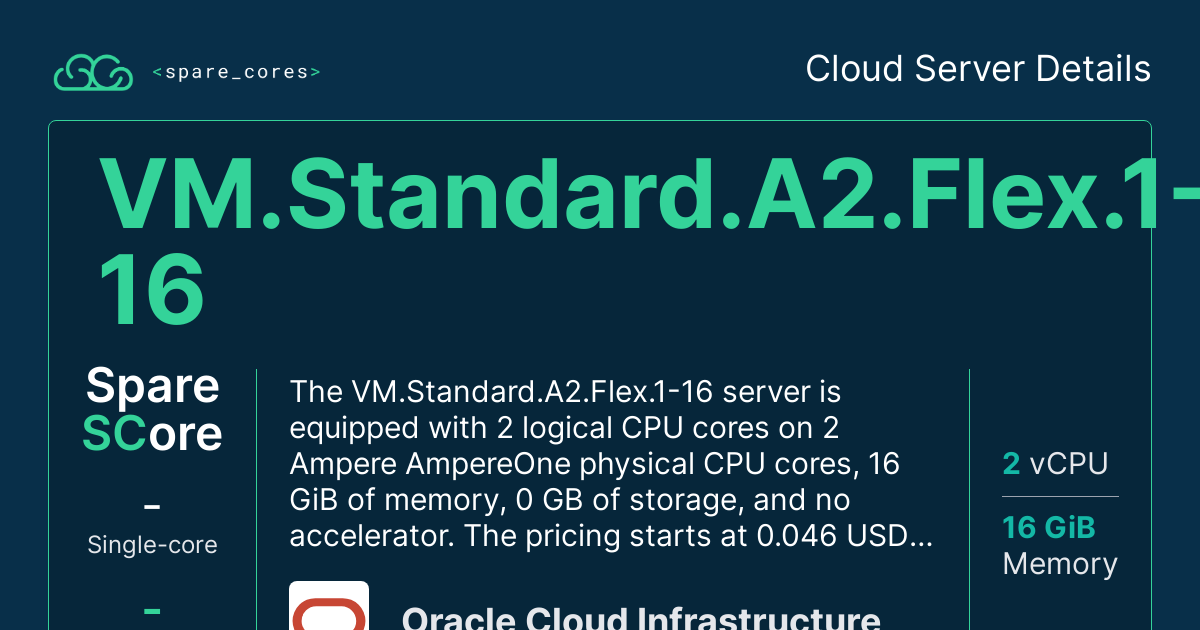 <spare_cores>
Cloud Server Details
VM.Standard.A2.Flex.1-
16
Spare
SCore
-
Single-core
-
The VM.Standard.A2.Flex.1-16 server is
equipped with 2 logical CPU cores on 2
Ampere AmpereOne physical CPU cores, 16
GiB of memory, 0 GB of storage, and no
accelerator. The pricing starts at 0.046 USD...
Oracle Cloud Infrastructure
2 vCPU
16 GiB
Memory